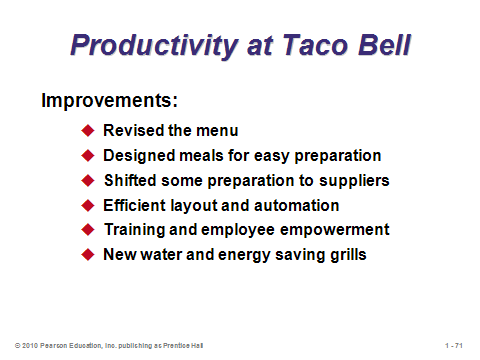 Productivity at Taco Bell
Improvements:
Revised the menu
Designed meals for easy preparation
Shifted some preparation to suppliers
Efficient layout and automation
Training and employee empowerment
New water and energy saving grills
© 2010 Pearson Education, Inc. publishing as Prentice Hall
1 - 71